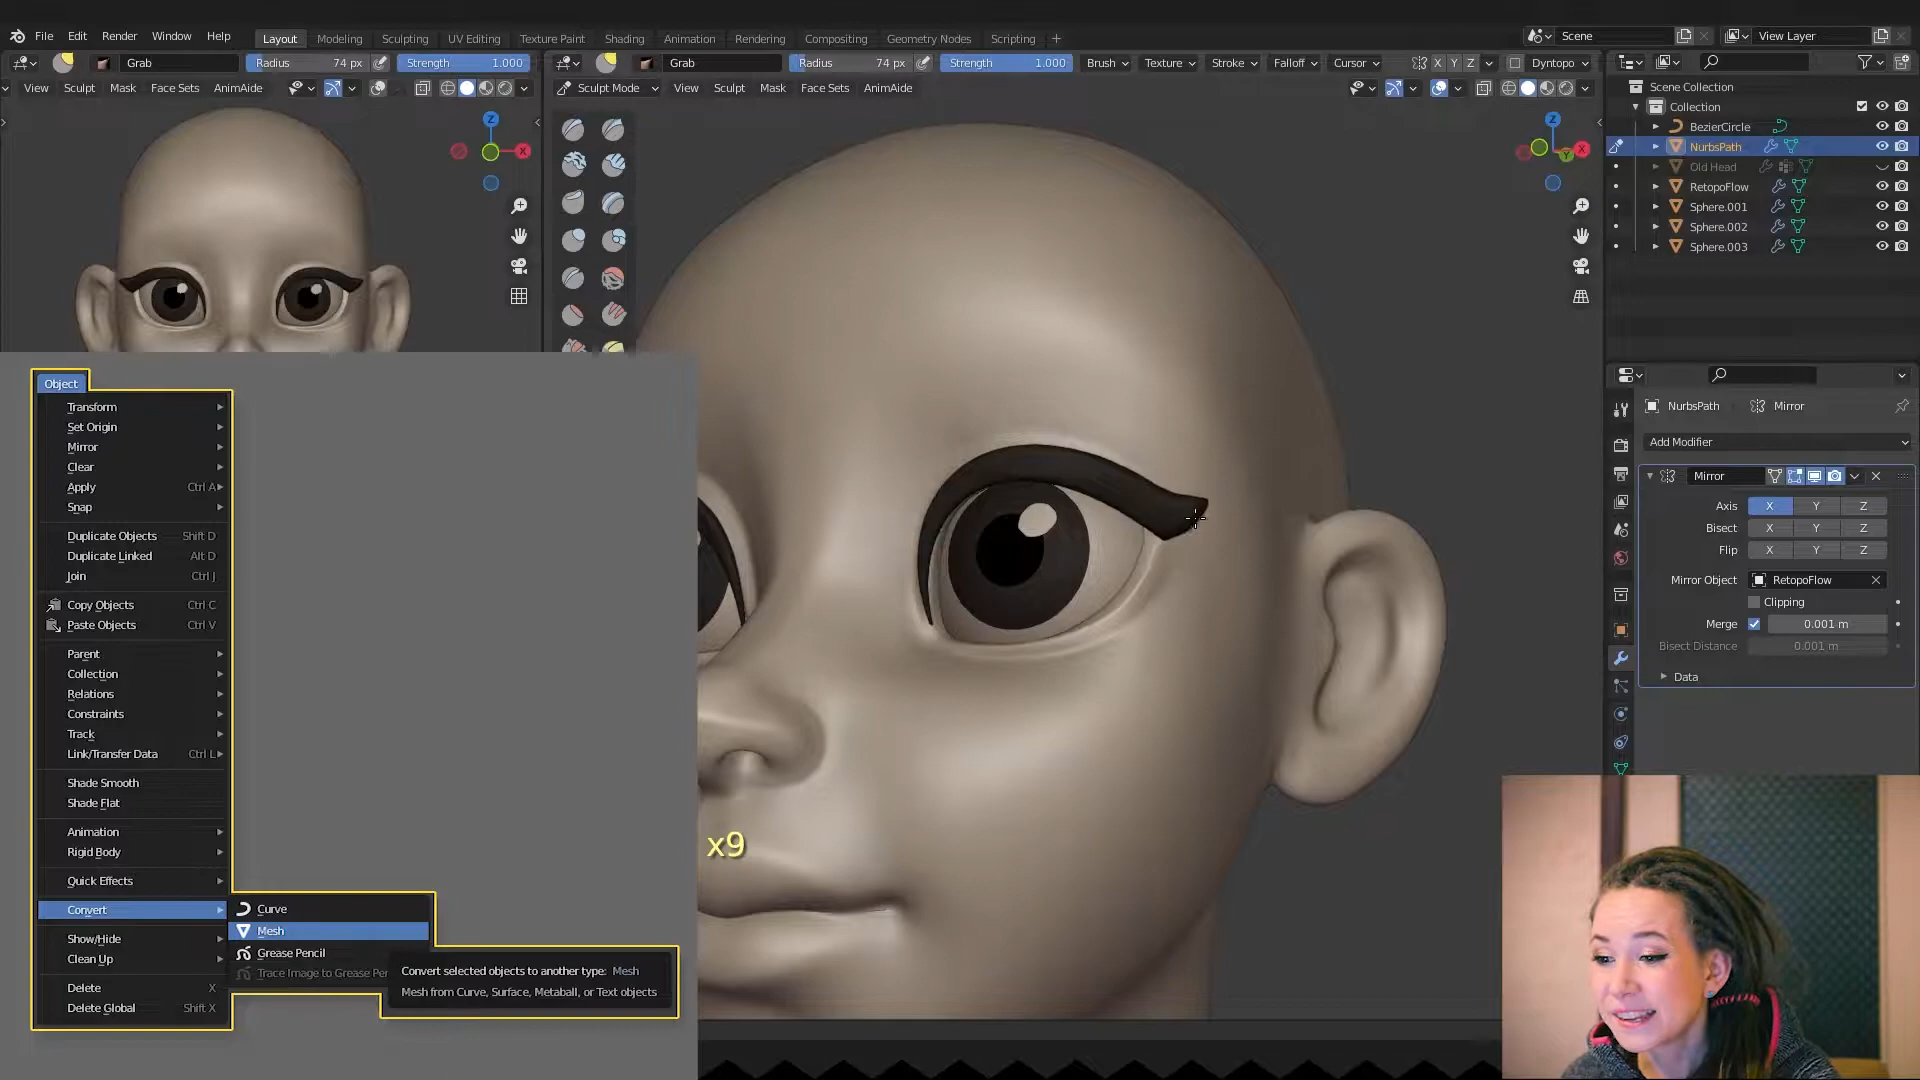 File Edit Render Window Help
Layout Modeling Sculpting UV Editing Texture Paint Shading Animation Rendering Compositing Geometry Nodes Scripting +
Scene
View Layer
Grab Radius 74 px Strength 1.000
Grab Radius 74 px Strength 1.000 Brush Texture Stroke Falloff Cursor X Y Z Dyntopo
View Sculpt Mask Face Sets AnimAide
Sculpt Mode View Sculpt Mask Face Sets AnimAide
Z
X
Z
X
Y
Scene Collection
Collection
BezierCircle
NurbsPath
Old Head
RetopoFlow
Sphere.001
Sphere.002
Sphere.003
NurbsPath Mirror
Add Modifier
Mirror
Axis X Y Z
Bisect X Y Z
Flip X Y Z
Mirror Object RetopoFlow
Clipping
Merge 0.001 m
Bisect Distance 0.001 m
Data
Object
Transform
Set Origin
Mirror
Clear
Apply Ctrl A
Snap
Duplicate Objects Shift D
Duplicate Linked Alt D
Join Ctrl J
Copy Objects Ctrl C
Paste Objects Ctrl V
Parent
Collection
Relations
Constraints
Track
Link/Transfer Data Ctrl L
Shade Smooth
Shade Flat
Animation
Rigid Body
Quick Effects
Convert
Show/Hide
Clean Up
Delete X
Delete Global Shift X
Curve
Mesh
Grease Pencil
Trace Image to Grease Pen
Convert selected objects to another type: Mesh
Mesh from Curve, Surface, Metaball, or Text objects
x9